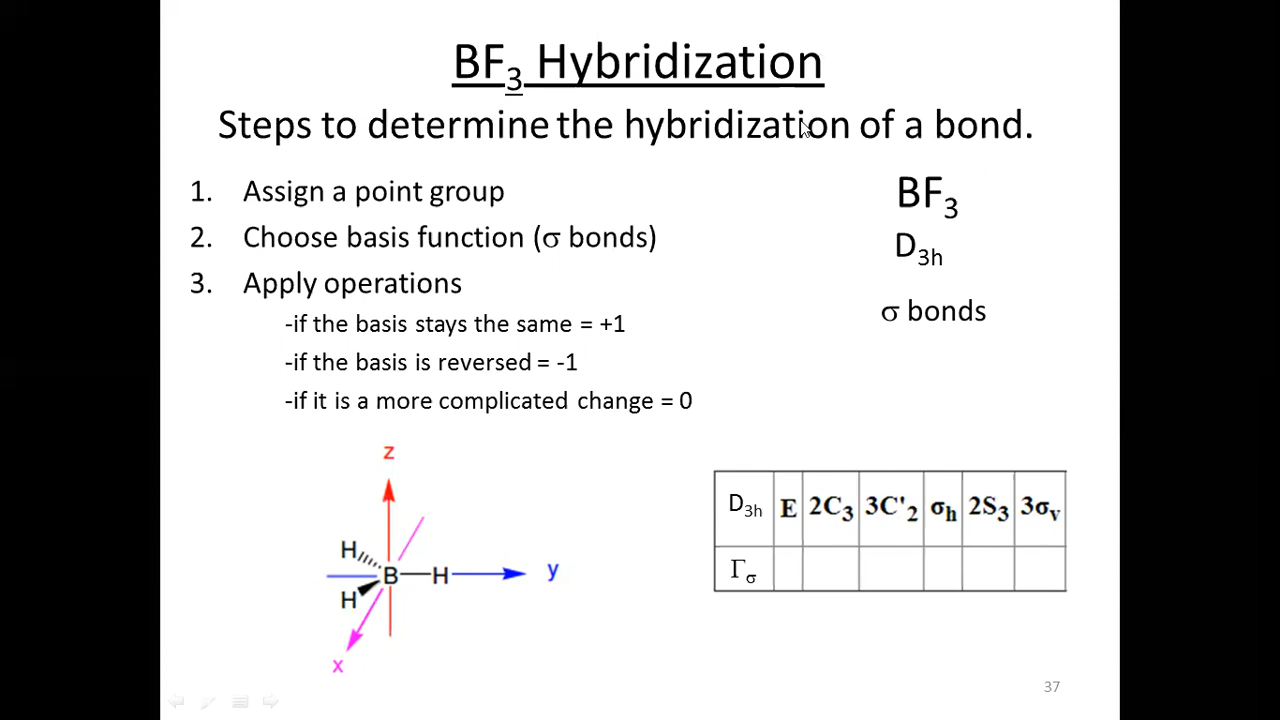 BF₃ Hybridization
Steps to determine the hybridization of a bond.
1. Assign a point group
2. Choose basis function (σ bonds)
3. Apply operations
-if the basis stays the same = +1
-if the basis is reversed = -1
-if it is a more complicated change = 0
BF₃
D₃ₕ
σ bonds
z
H
B H y
H
x
D₃ₕ E 2C₃ 3C'₂ σₕ 2S₃ 3σᵥ
Γσ
37